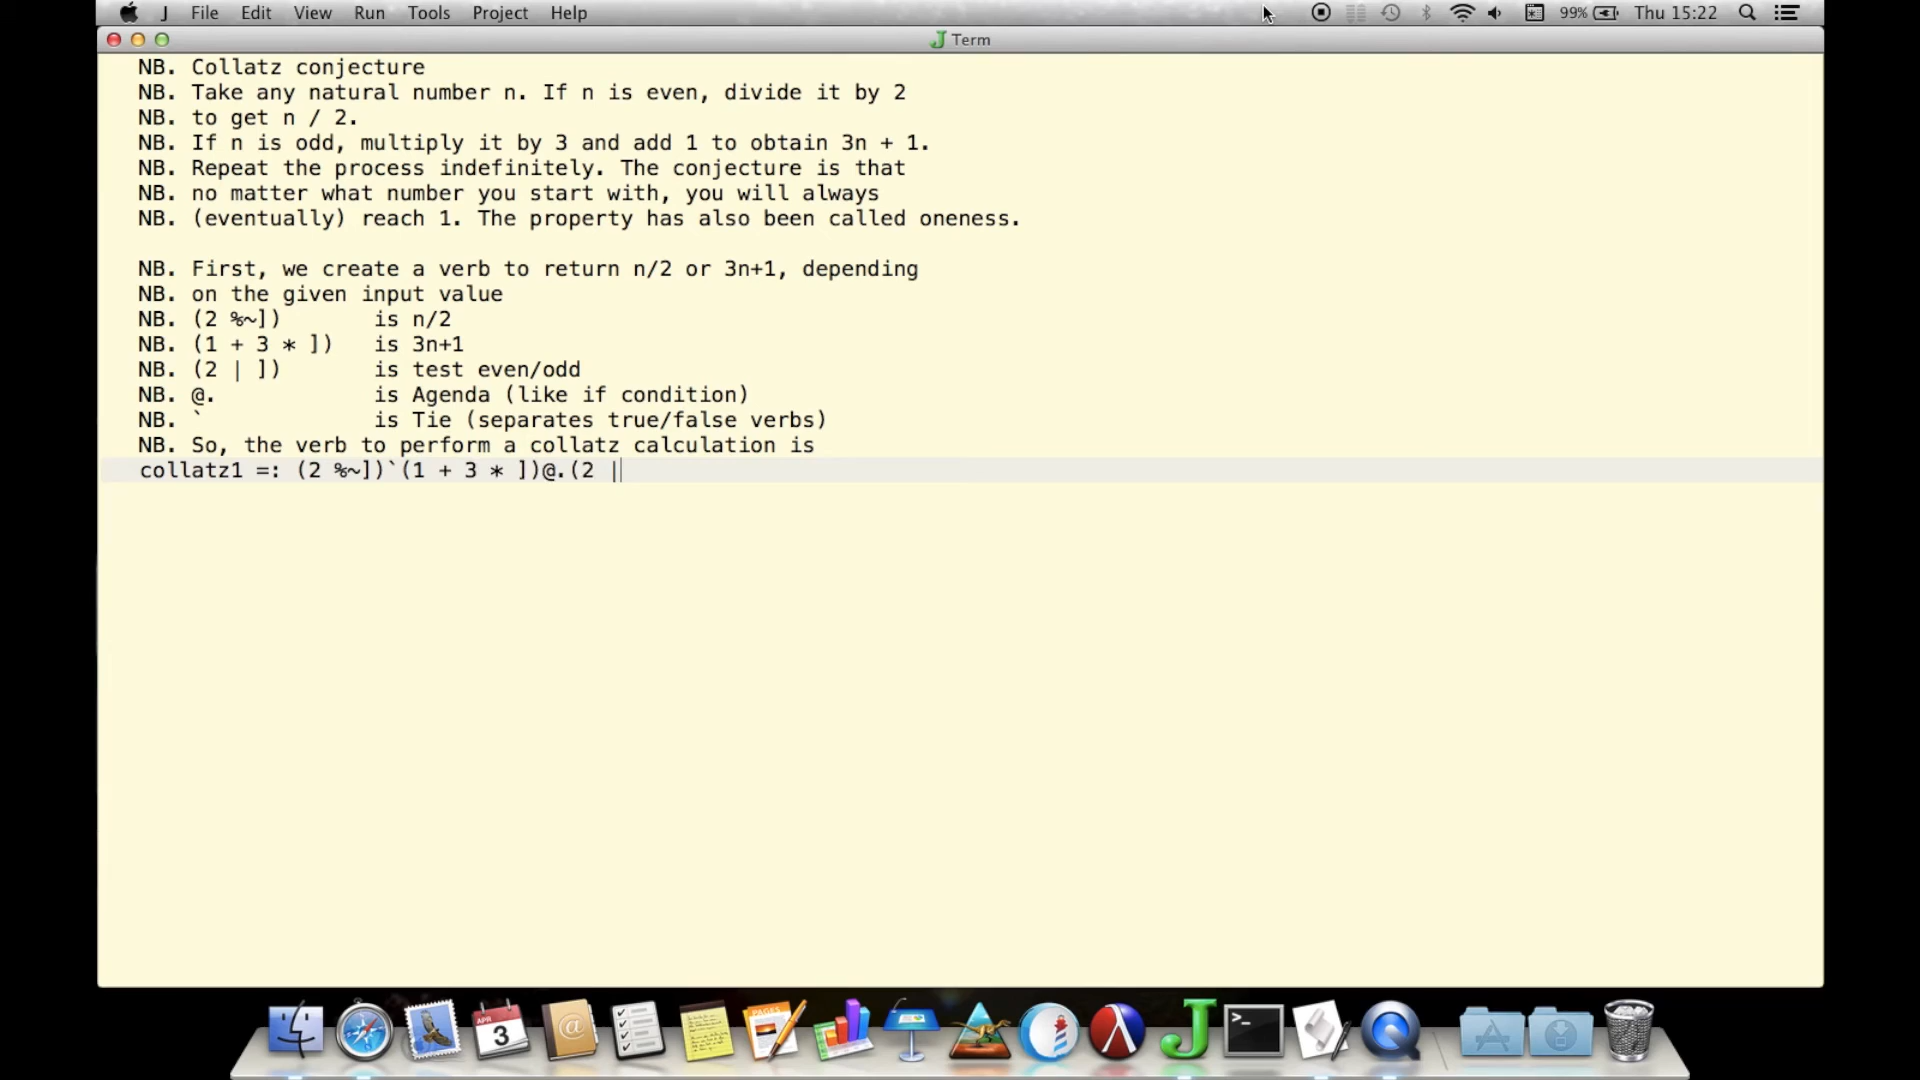 J File Edit View Run Tools Project Help 99% Thu 15:22
J Term
NB. Collatz conjecture
NB. Take any natural number n. If n is even, divide it by 2
NB. to get n / 2.
NB. If n is odd, multiply it by 3 and add 1 to obtain 3n + 1.
NB. Repeat the process indefinitely. The conjecture is that
NB. no matter what number you start with, you will always
NB. (eventually) reach 1. The property has also been called oneness.
NB. First, we create a verb to return n/2 or 3n+1, depending
NB. on the given input value
NB. (2 %~]) is n/2
NB. (1 + 3 * ]) is 3n+1
NB. (2 | ]) is test even/odd
NB. @. is Agenda (like if condition)
NB. ` is Tie (separates true/false verbs)
NB. So, the verb to perform a collatz calculation is
collatz1 =: (2 %~])`(1 + 3 * ])@.(2 |
APR
3
@
PAGES
λ
J
>_